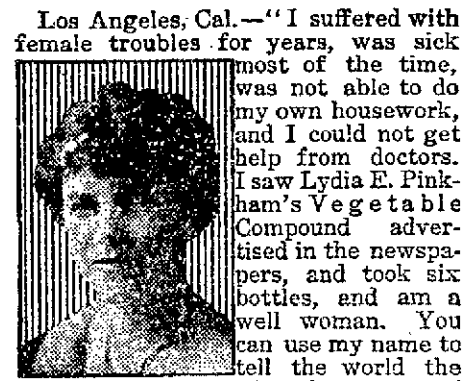 Los Angeles, Cal.—"I suffered with
female troubles for years, was sick
most of the time,
was not able to do
my own housework,
and I could not get
help from doctors.
I saw Lydia E. Pink-
ham's Vegetable
Compound adver-
tised in the newspa-
pers, and took six
bottles, and am a
well woman. You
can use my name to
tell the world the